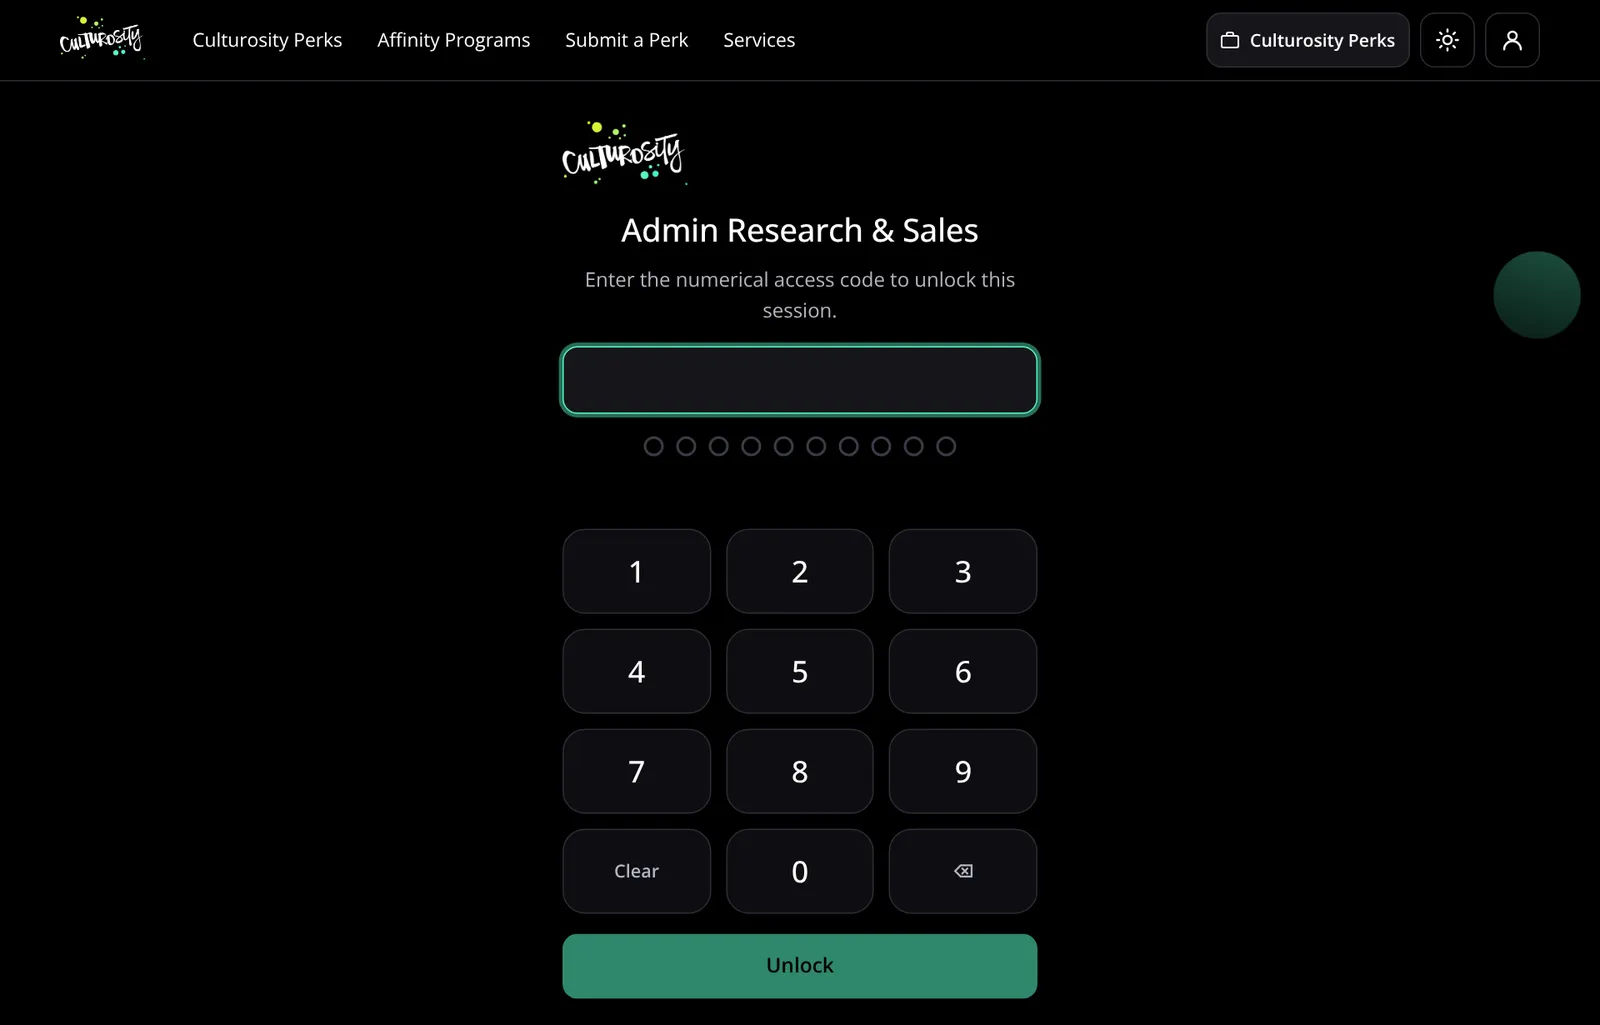 CULTUROSITY
Culturosity Perks
Affinity Programs
Submit a Perk
Services
Culturosity Perks
CULTUROSITY
Admin Research & Sales
Enter the numerical access code to unlock this
session.
1 2 3
4 5 6
7 8 9
Clear 0
Unlock